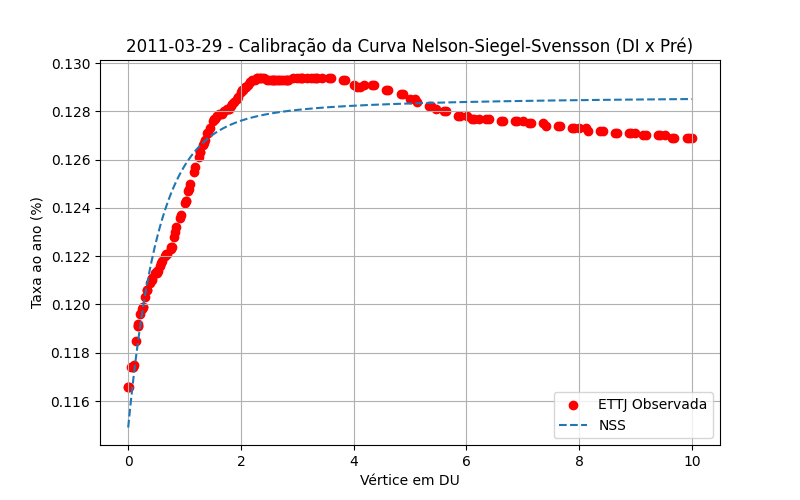 2011-03-29 - Calibração da Curva Nelson-Siegel-Svensson (DI x Pré)
0.130
0.128
0.126
0.124
0.122
0.120
0.118
0.116
Taxa ao ano (%)
ETTJ Observada
NSS
0 2 4 6 8 10
Vértice em DU